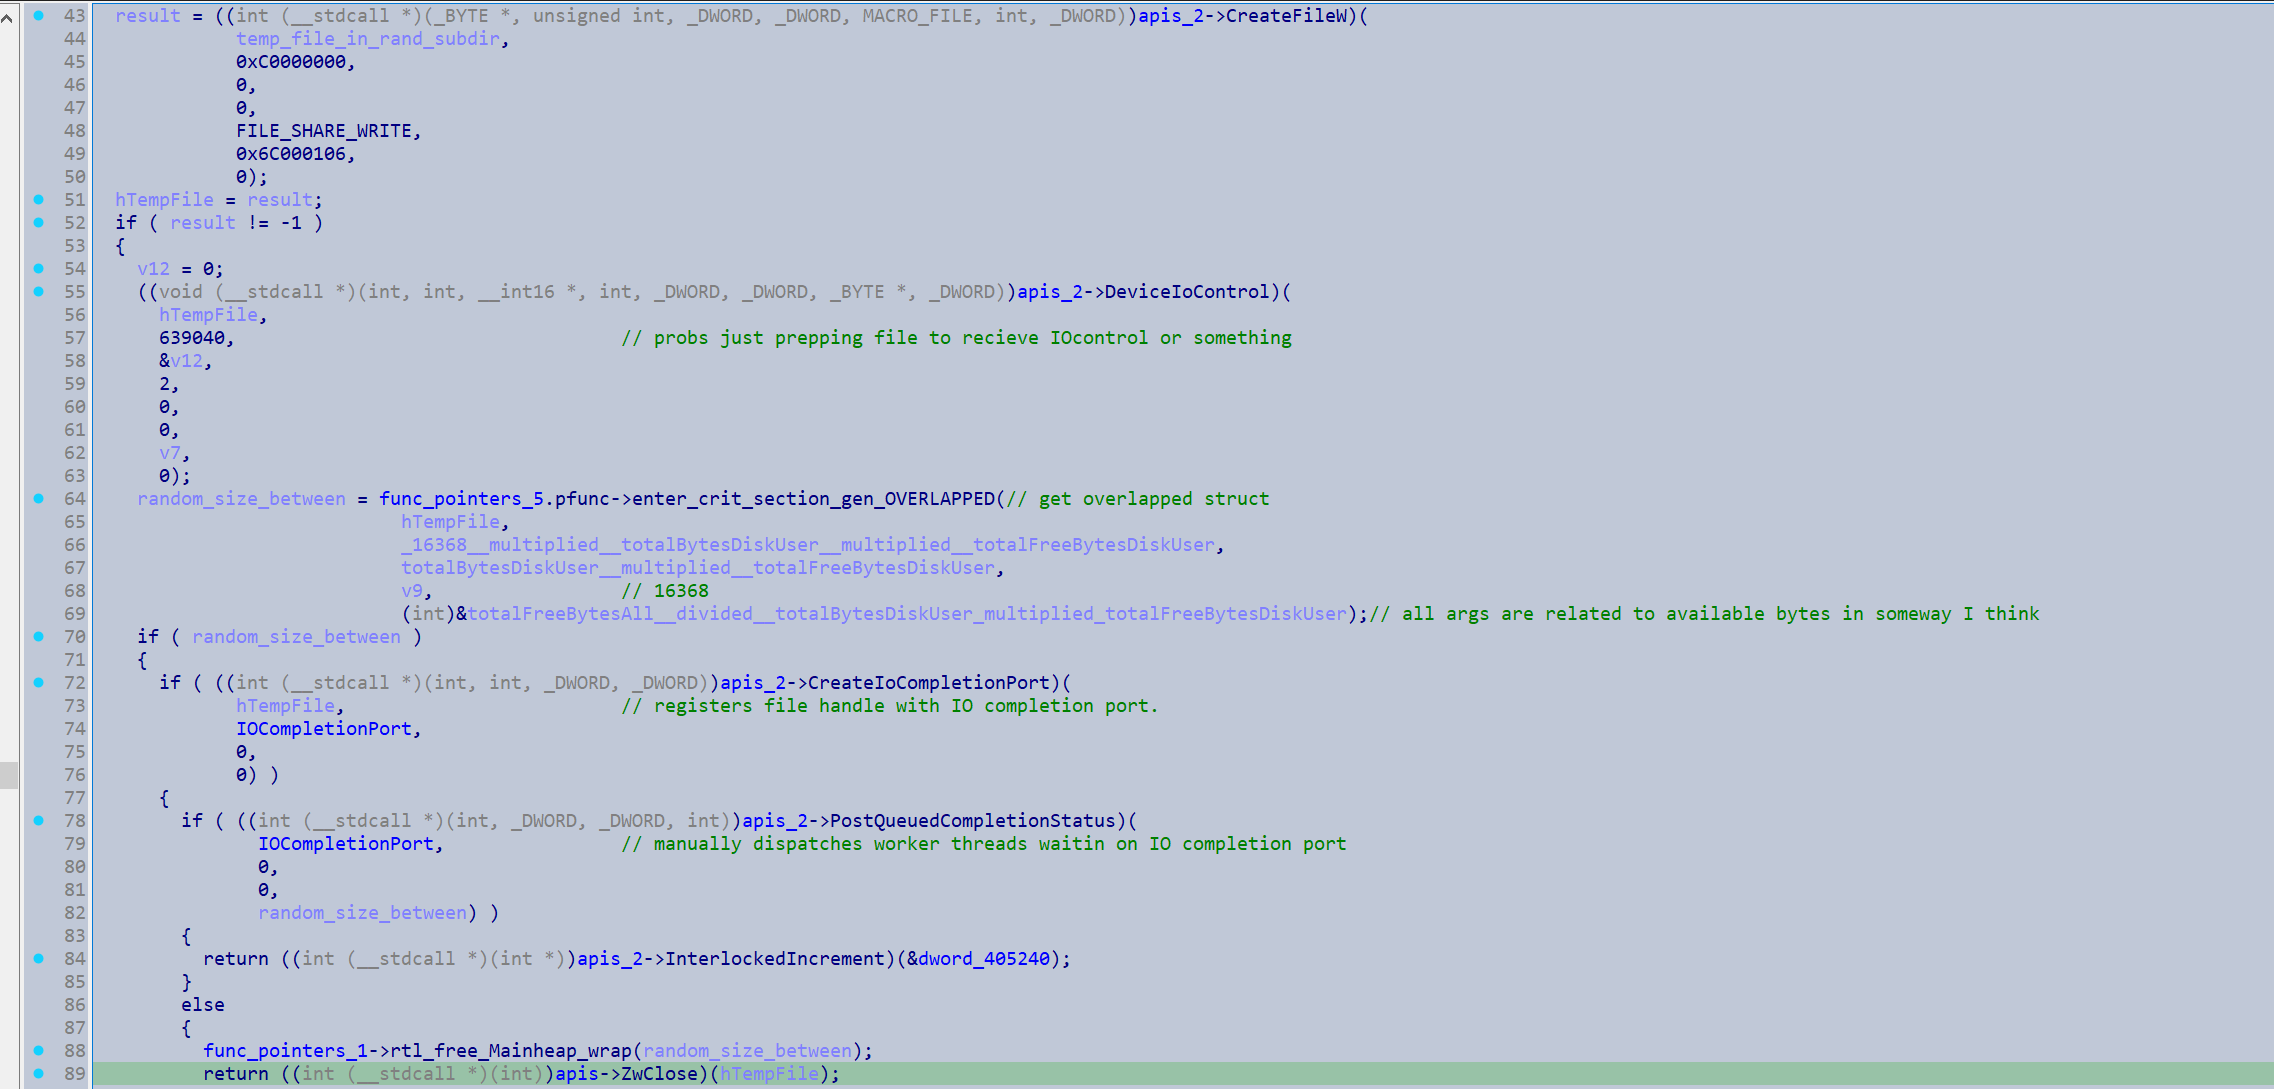 43 result = ((int (__stdcall *)(_BYTE *, unsigned int, _DWORD, _DWORD, MACRO_FILE, int, _DWORD))apis_2->CreateFileW)(
44 temp_file_in_rand_subdir,
45 0xC0000000,
46 0,
47 0,
48 FILE_SHARE_WRITE,
49 0x6C000106,
50 0);
51 hTempFile = result;
52 if ( result != -1 )
53 {
54 v12 = 0;
55 ((void (__stdcall *)(int, int, __int16 *, int, _DWORD, _DWORD, _BYTE *, _DWORD))apis_2->DeviceIoControl)(
56 hTempFile,
57 639040, // probs just prepping file to recieve IOcontrol or something
58 &v12,
59 2,
60 0,
61 0,
62 v7,
63 0);
64 random_size_between = func_pointers_5.pfunc->enter_crit_section_gen_OVERLAPPED(// get overlapped struct
65 hTempFile,
66 _16368__multiplied__totalBytesDiskUser__multiplied__totalFreeBytesDiskUser,
67 totalBytesDiskUser__multiplied__totalFreeBytesDiskUser,
68 v9, // 16368
69 (int)&totalFreeBytesAll__divided__totalBytesDiskUser_multiplied_totalFreeBytesDiskUser);// all args are related to available bytes in someway I think
70 if ( random_size_between )
71 {
72 if ( ((int (__stdcall *)(int, int, _DWORD, _DWORD))apis_2->CreateIoCompletionPort)(
73 hTempFile, // registers file handle with IO completion port.
74 IOCompletionPort,
75 0,
76 0) )
77 {
78 if ( ((int (__stdcall *)(int, _DWORD, _DWORD, int))apis_2->PostQueuedCompletionStatus)(
79 IOCompletionPort, // manually dispatches worker threads waitin on IO completion port
80 0,
81 0,
82 random_size_between) )
83 {
84 return ((int (__stdcall *)(int *))apis_2->InterlockedIncrement)(&dword_405240);
85 }
86 else
87 {
88 func_pointers_1->rtl_free_Mainheap_wrap(random_size_between);
89 return ((int (__stdcall *)(int))apis->ZwClose)(hTempFile);